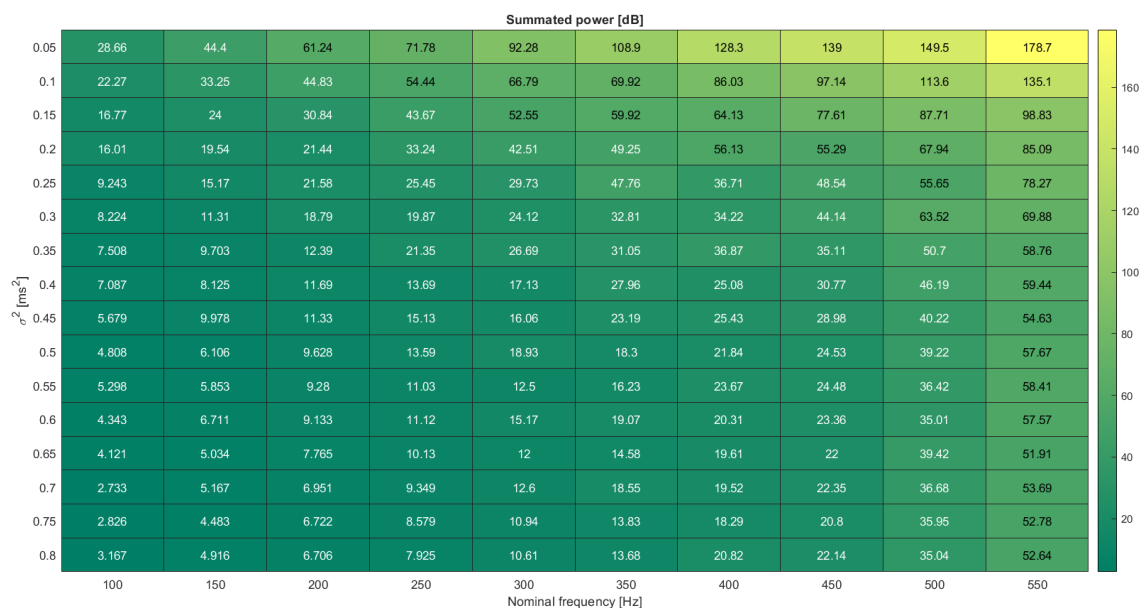 Summated power [dB]
0.05 28.66 44.4 61.24 71.78 92.28 108.9 128.3 139 149.5 178.7
0.1 22.27 33.25 44.83 54.44 66.79 69.92 86.03 97.14 113.6 135.1
0.15 16.77 24 30.84 43.67 52.55 59.92 64.13 77.61 87.71 98.83
0.2 16.01 19.54 21.44 33.24 42.51 49.25 56.13 55.29 67.94 85.09
0.25 9.243 15.17 21.58 25.45 29.73 47.76 36.71 48.54 55.65 78.27
0.3 8.224 11.31 18.79 19.87 24.12 32.81 34.22 44.14 63.52 69.88
0.35 7.508 9.703 12.39 21.35 26.69 31.05 36.87 35.11 50.7 58.76
0.4 7.087 8.125 11.69 13.69 17.13 27.96 25.08 30.77 46.19 59.44
0.45 5.679 9.978 11.33 15.13 16.06 23.19 25.43 28.98 40.22 54.63
0.5 4.808 6.106 9.628 13.59 18.93 18.3 21.84 24.53 39.22 57.67
0.55 5.298 5.853 9.28 11.03 12.5 16.23 23.67 24.48 36.42 58.41
0.6 4.343 6.711 9.133 11.12 15.17 19.07 20.31 23.36 35.01 57.57
0.65 4.121 5.034 7.765 10.13 12 14.58 19.61 22 39.42 51.91
0.7 2.733 5.167 6.951 9.349 12.6 18.55 19.52 22.35 36.68 53.69
0.75 2.826 4.483 6.722 8.579 10.94 13.83 18.29 20.8 35.95 52.78
0.8 3.167 4.916 6.706 7.925 10.61 13.68 20.82 22.14 35.04 52.64
100 150 200 250 300 350 400 450 500 550
Nominal frequency [Hz]
σ² [ms²]
160
140
120
100
80
60
40
20